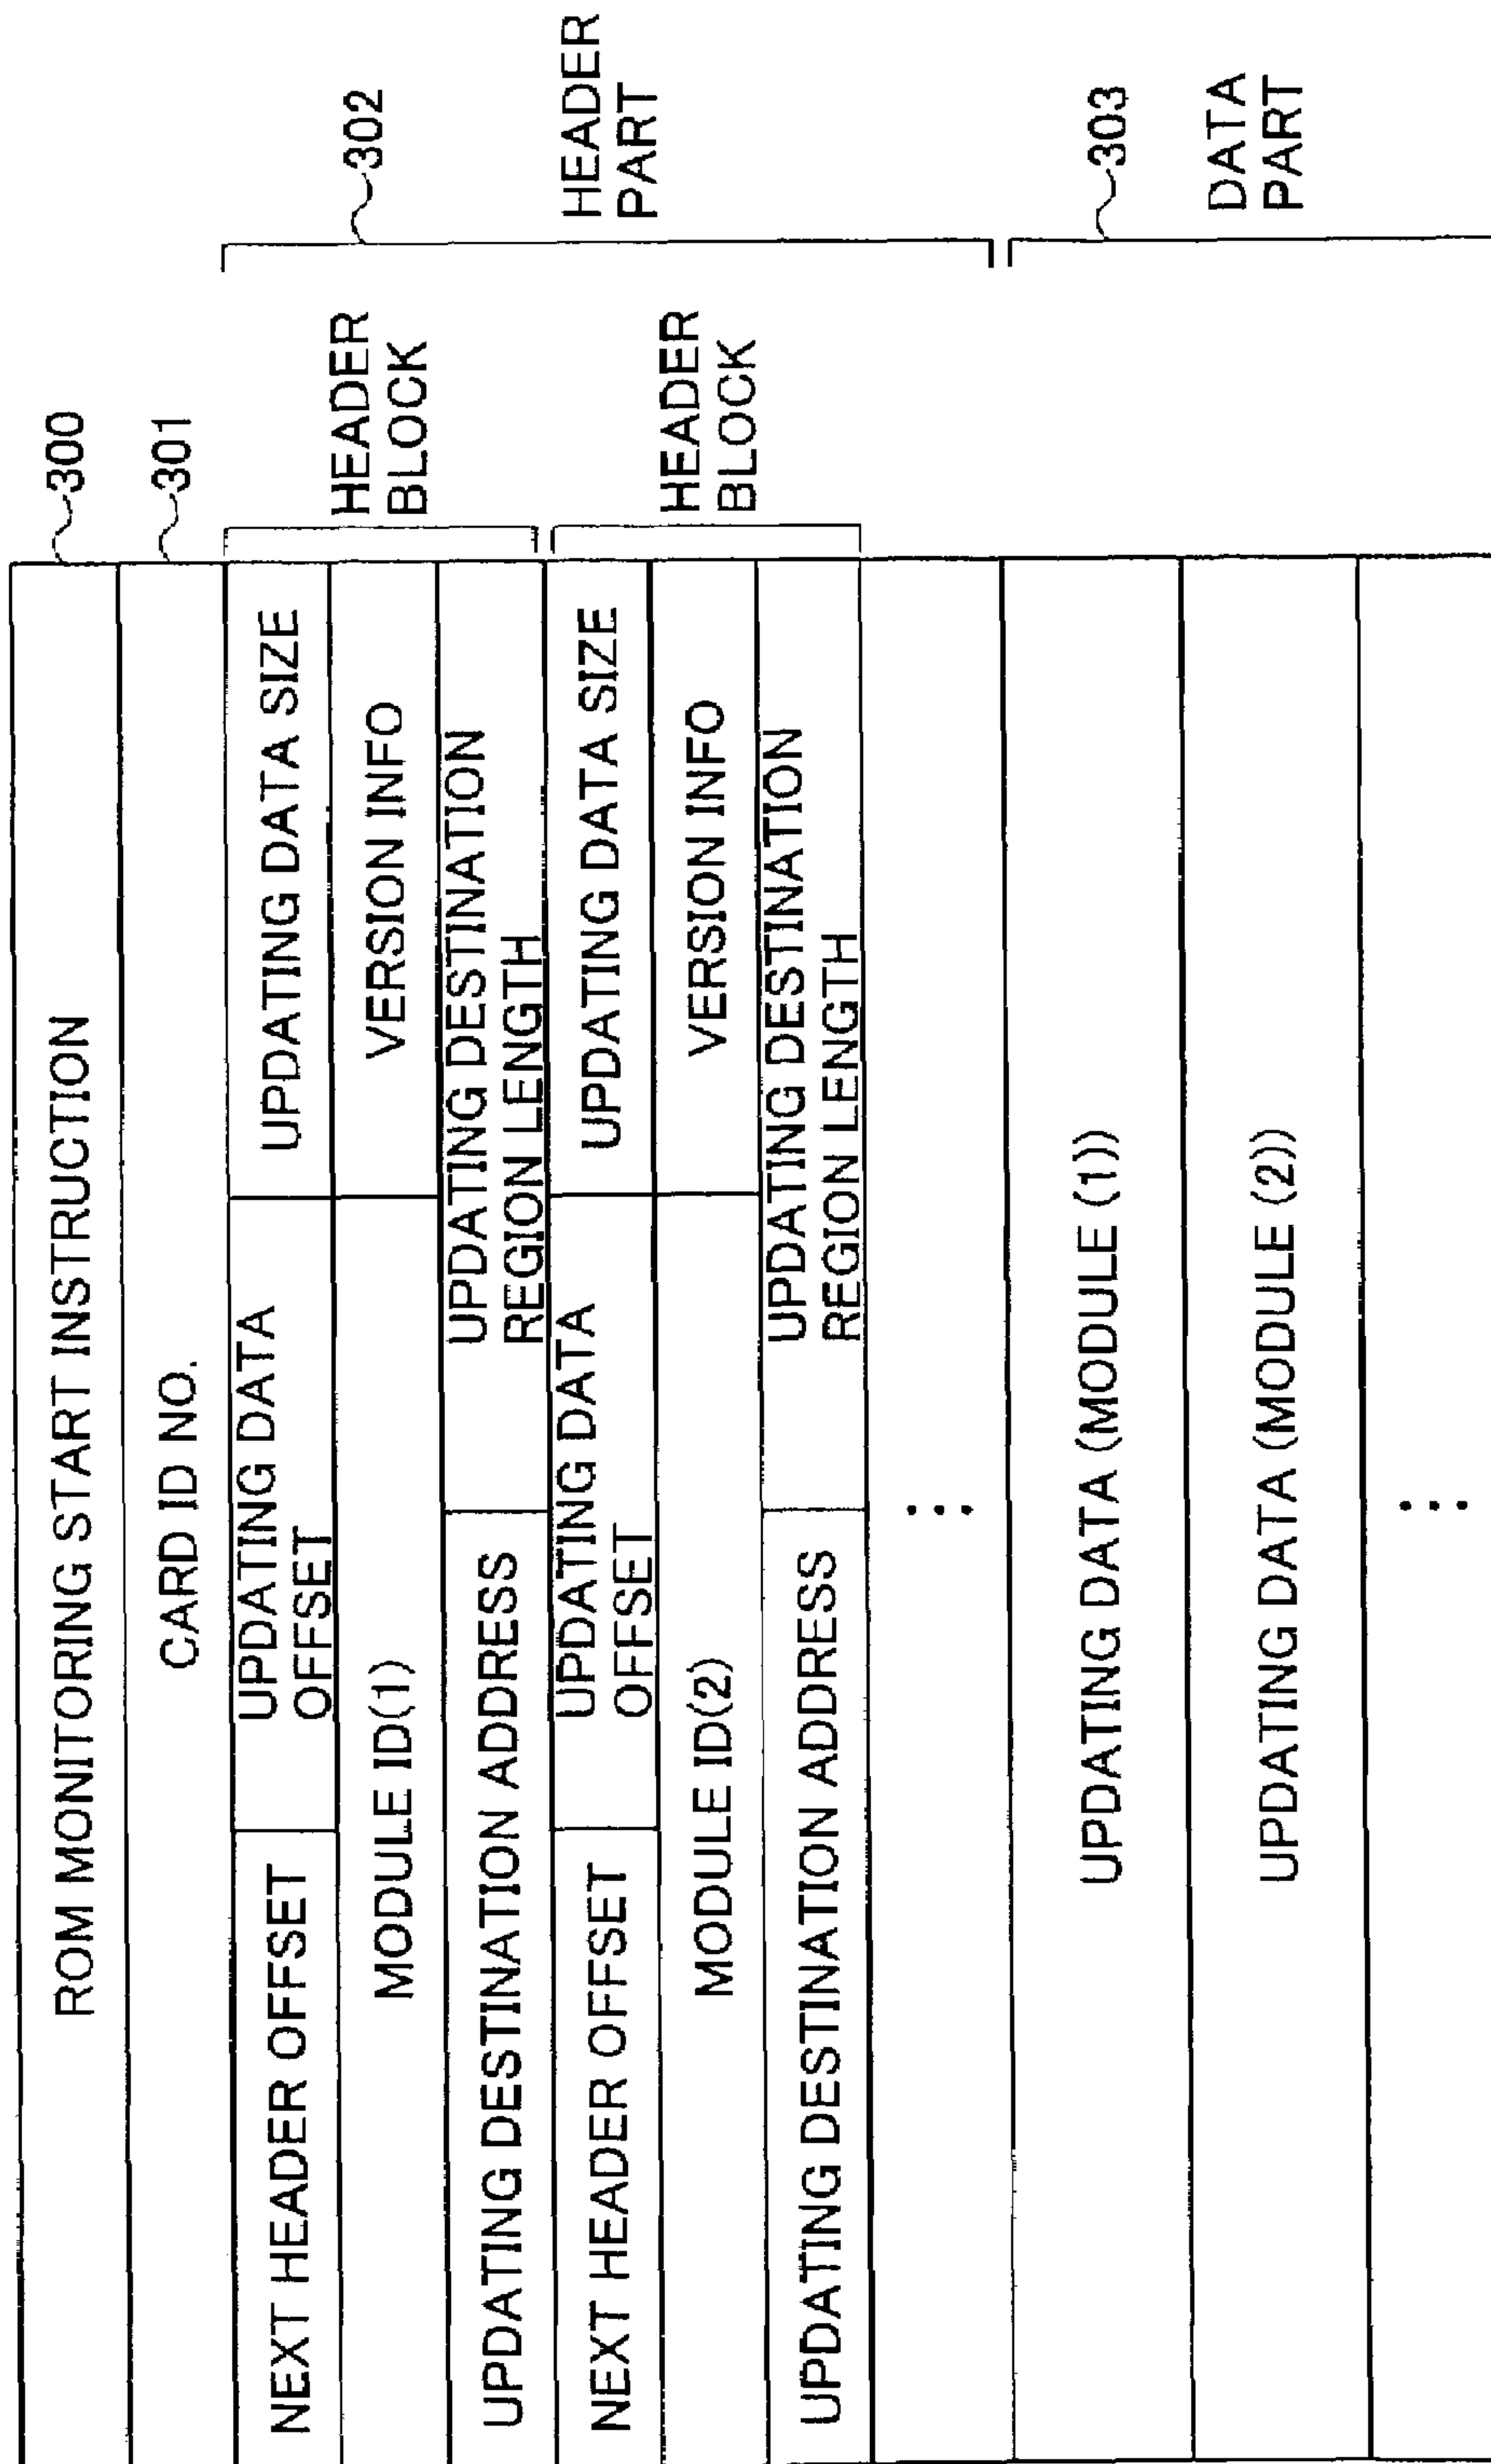 ROM MONITORING START INSTRUCTION
300
CARD ID NO.
301
NEXT HEADER OFFSET
UPDATING DATA
OFFSET
UPDATING DATA SIZE
MODULE ID(1)
VERSION INFO
UPDATING DESTINATION ADDRESS
UPDATING DESTINATION
REGION LENGTH
HEADER
BLOCK
NEXT HEADER OFFSET
UPDATING DATA
OFFSET
UPDATING DATA SIZE
MODULE ID(2)
VERSION INFO
UPDATING DESTINATION ADDRESS
UPDATING DESTINATION
REGION LENGTH
HEADER
BLOCK
302
HEADER
PART
...
UPDATING DATA (MODULE (1))
UPDATING DATA (MODULE (2))
...
303
DATA
PART